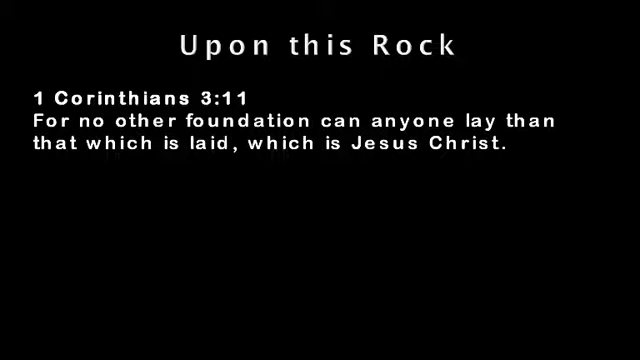 Upon this Rock
1 Corinthians 3:11
For no other foundation can anyone lay than
that which is laid, which is Jesus Christ.